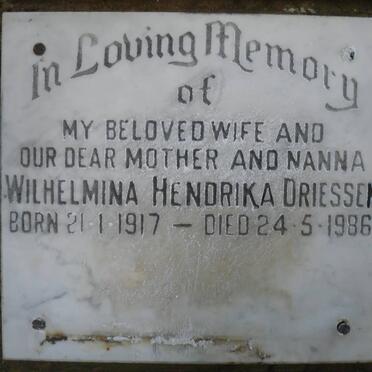 In Loving Memory
of
MY BELOVED WIFE AND
OUR DEAR MOTHER AND NANNA
WILHELMINA HENDRIKA DRIESSEN
BORN 21·1·1917 — DIED 24·5·1986